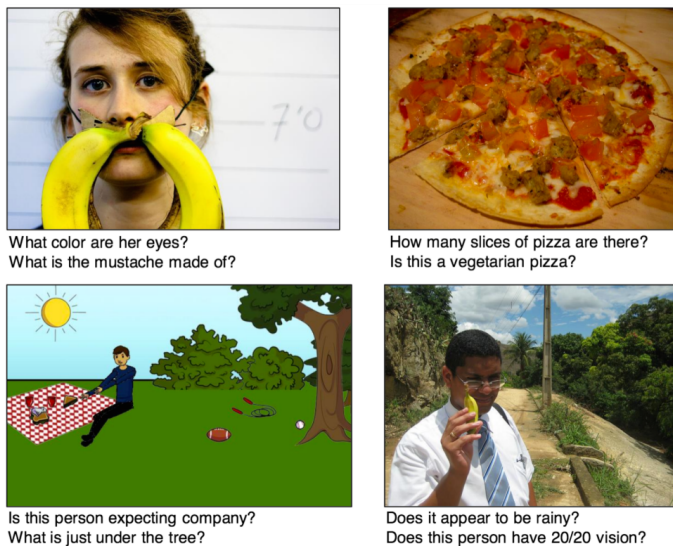 7'0
What color are her eyes?
What is the mustache made of?
How many slices of pizza are there?
Is this a vegetarian pizza?
Is this person expecting company?
What is just under the tree?
Does it appear to be rainy?
Does this person have 20/20 vision?